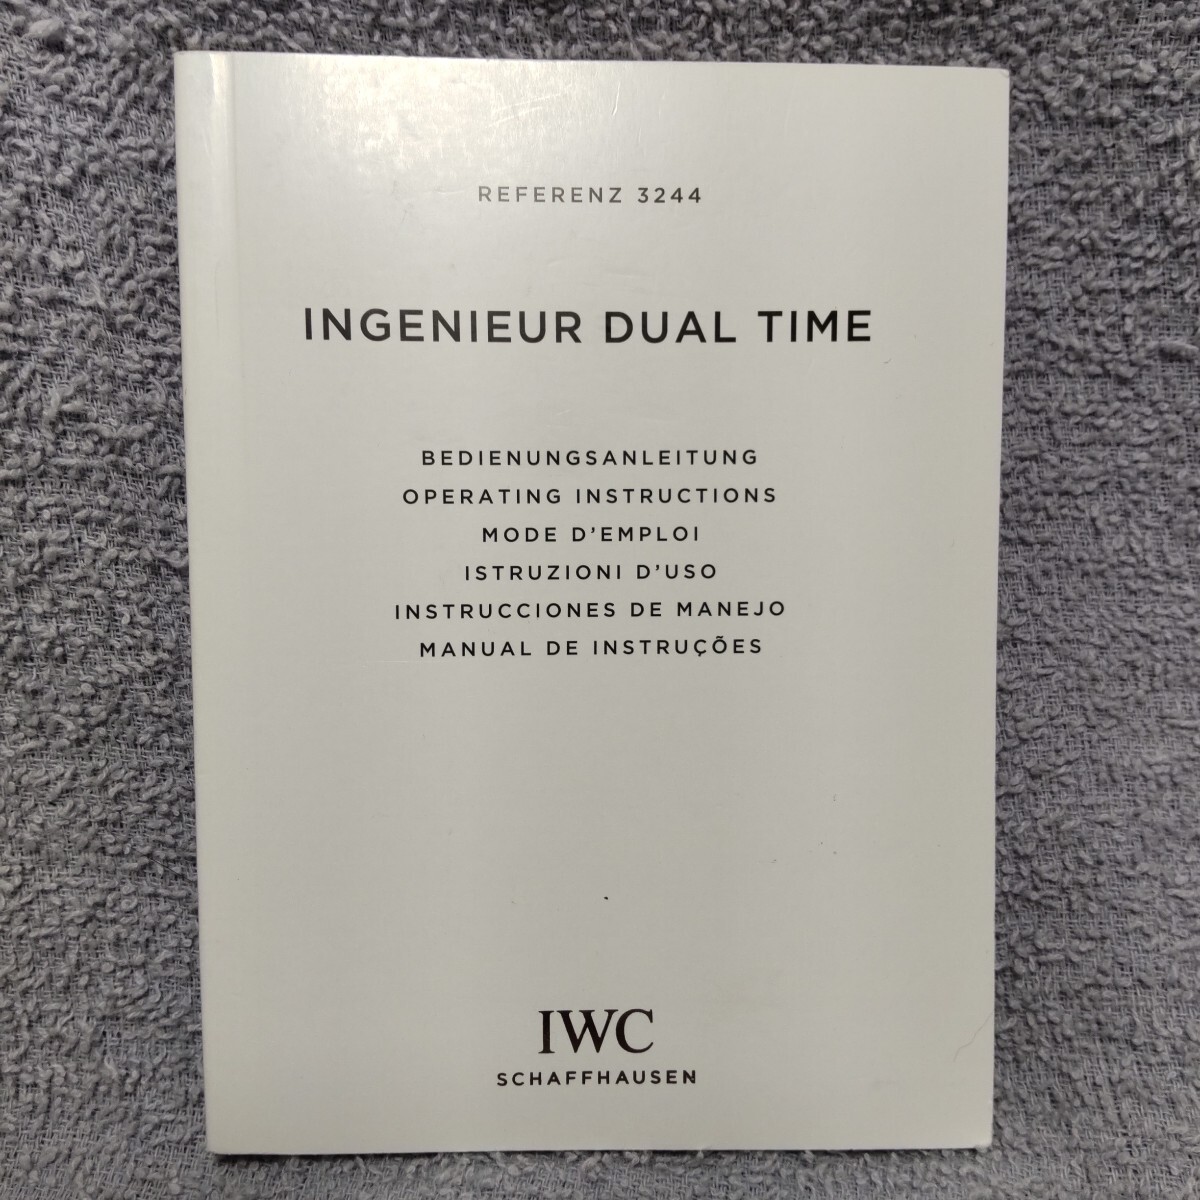 REFERENZ 3244
INGENIEUR DUAL TIME
BEDIENUNGSANLEITUNG
OPERATING INSTRUCTIONS
MODE D'EMPLOI
ISTRUZIONI D'USO
INSTRUCCIONES DE MANEJO
MANUAL DE INSTRUÇÕES
IWC
SCHAFFHAUSEN